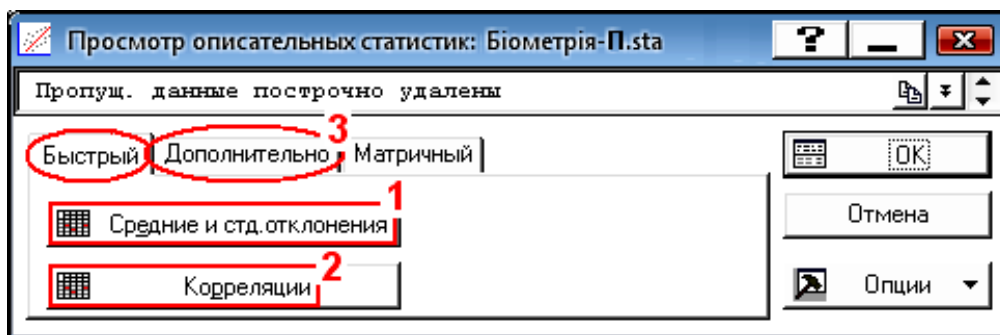 Просмотр описательных статистик: Біометрія-П.sta
?
Пропущ. данные построчно удалены
3
Быстрый Дополнительно Матричный
OK
1
Средние и стд.отклонения
Отмена
2
Корреляции
Опции